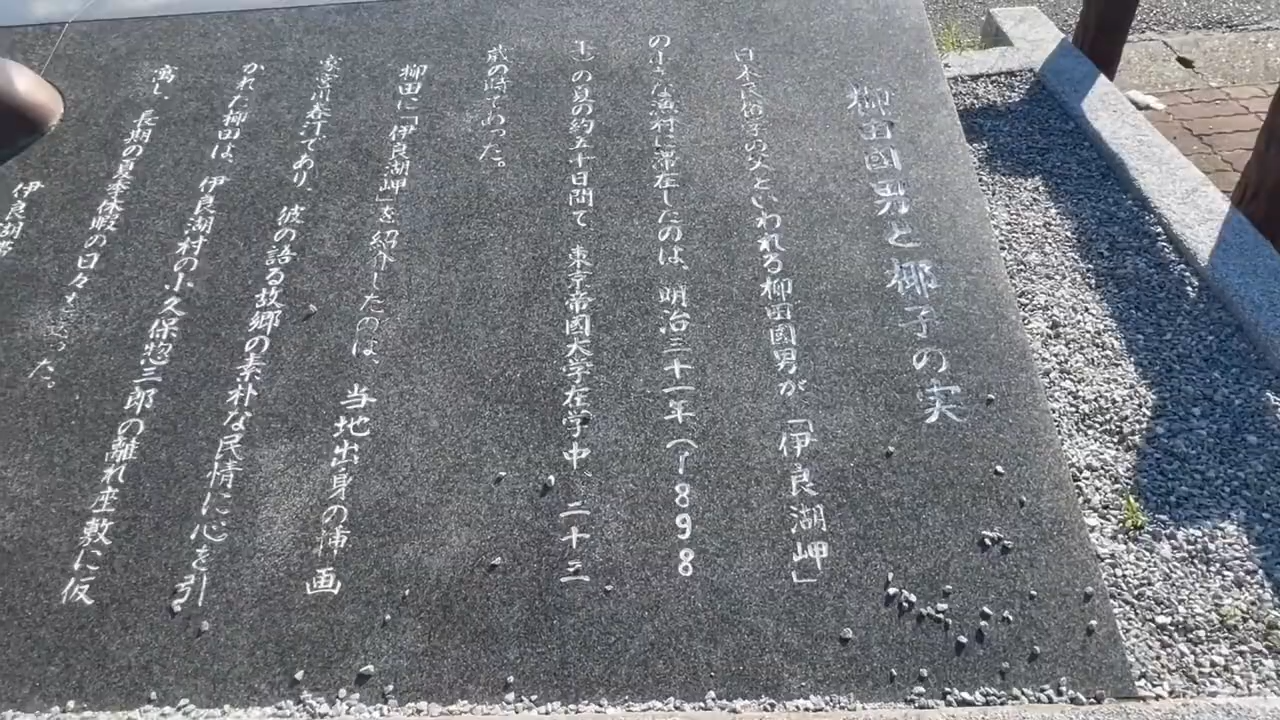 柳田國男と椰子の実
日本民俗学の父といわれる柳田國男が「伊良湖岬」
の小さな漁村に滞在したのは、明治三十一年(1898
年)の夏の約五十日間で 東京帝國大学在学中、二十三
歳の時であった。
柳田に「伊良湖岬」を紹介したのは、当地出身の挿画
家宮川春汀であり、彼の語る故郷の素朴な民情に心を引
かれた柳田は、伊良湖村の小久保惣三郎の離れ座敷に仮
寓し、長期の夏季休暇の日々を
た。
伊良湖